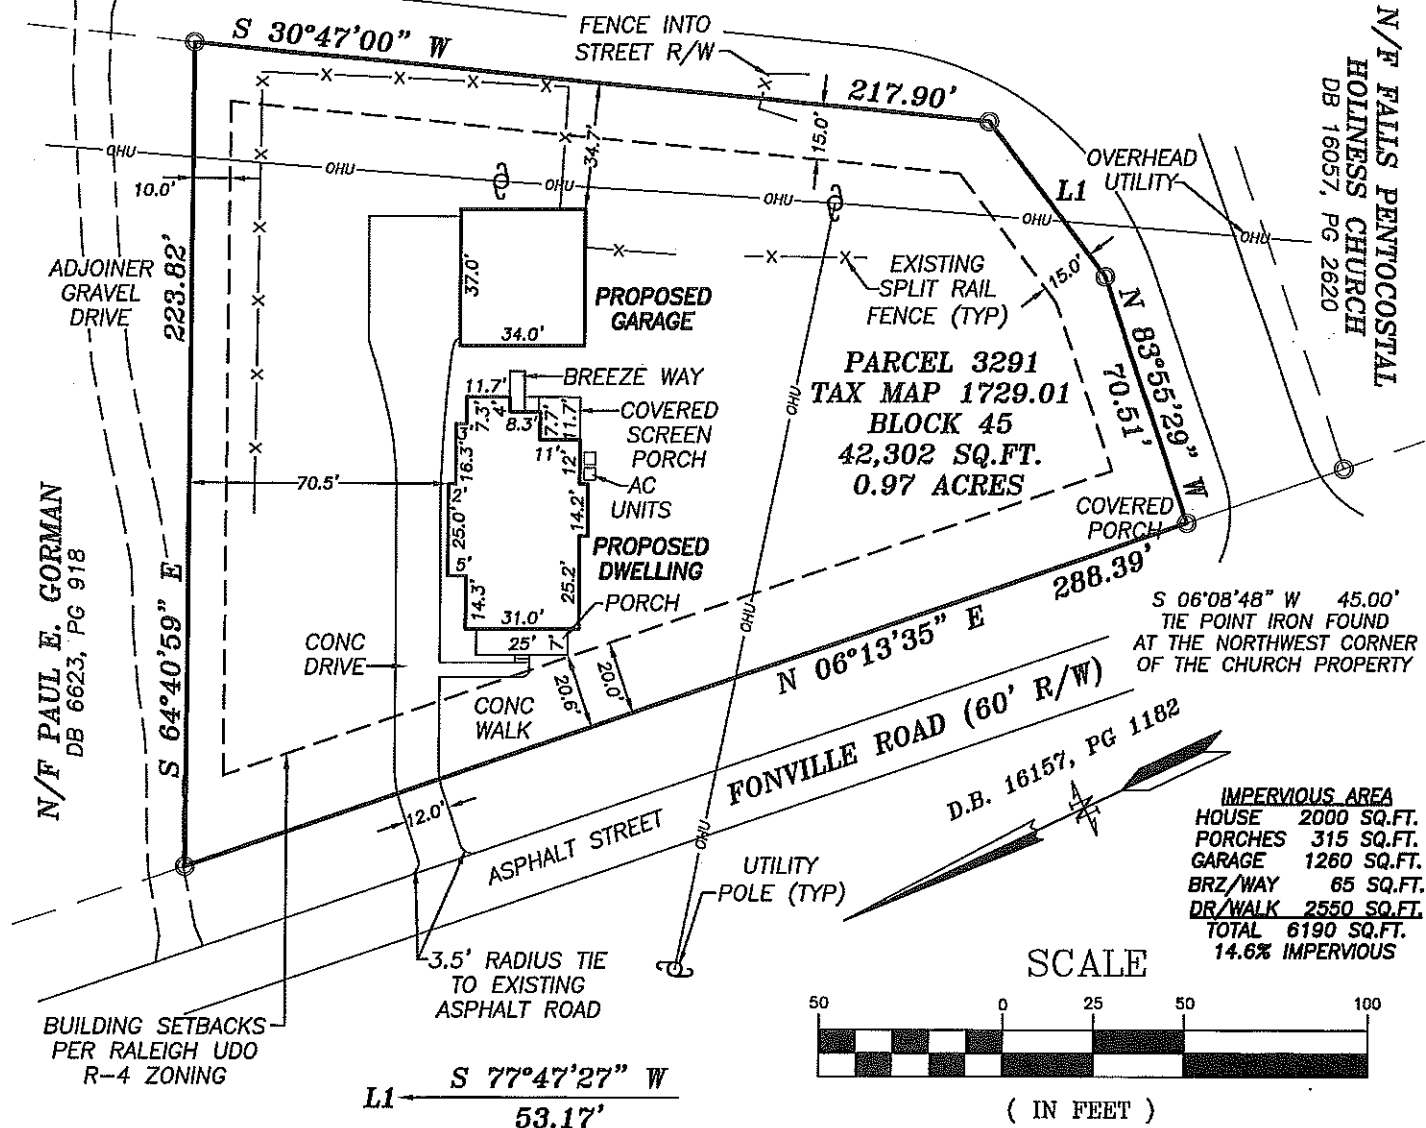 S 30°47'00" W
FENCE INTO
STREET R/W
217.90'
N/F FALLS PENTOCOSTAL
HOLINESS CHURCH
DB 16057, PG 2620
X
X
X
X
X
X
OHU
OHU
OHU
OHU
OHU
OHU
34.7'
15.0'
OVERHEAD
UTILITY
L1
10.0'
X
X
X
X
X
X
X
X
X
223.82'
ADJOINER
GRAVEL
DRIVE
37.0'
34.0'
PROPOSED
GARAGE
EXISTING
SPLIT RAIL
FENCE (TYP)
15.0'
N 83°55'29" W
70.51'
PARCEL 3291
TAX MAP 1729.01
BLOCK 45
42,302 SQ.FT.
0.97 ACRES
11.7'
BREEZE WAY
7.3'
4'
8.3'
7.7'
11.7'
COVERED
SCREEN
PORCH
3'
16.3'
11'
12'
OHU
AC
UNITS
70.5'
2'
25.0'
14.2'
PROPOSED
DWELLING
5'
14.3'
25.2'
31.0'
PORCH
25'
7'
COVERED
PORCH
N/F PAUL E. GORMAN
DB 6623, PG 918
S 64°40'59" E
CONC
DRIVE
CONC
WALK
20.6'
20.0'
OHU
N 06°13'35" E
288.39'
S 06°08'48" W 45.00'
TIE POINT IRON FOUND
AT THE NORTHWEST CORNER
OF THE CHURCH PROPERTY
FONVILLE ROAD (60' R/W)
D.B. 16157, PG 1182
N
12.0'
ASPHALT STREET
OHU
UTILITY
POLE (TYP)
IMPERVIOUS AREA
HOUSE 2000 SQ.FT.
PORCHES 315 SQ.FT.
GARAGE 1260 SQ.FT.
BRZ/WAY 65 SQ.FT.
DR/WALK 2550 SQ.FT.
TOTAL 6190 SQ.FT.
14.6% IMPERVIOUS
3.5' RADIUS TIE
TO EXISTING
ASPHALT ROAD
BUILDING SETBACKS
PER RALEIGH UDO
R-4 ZONING
L1 S 77°47'27" W
53.17'
SCALE
50 0 25 50 100
( IN FEET )